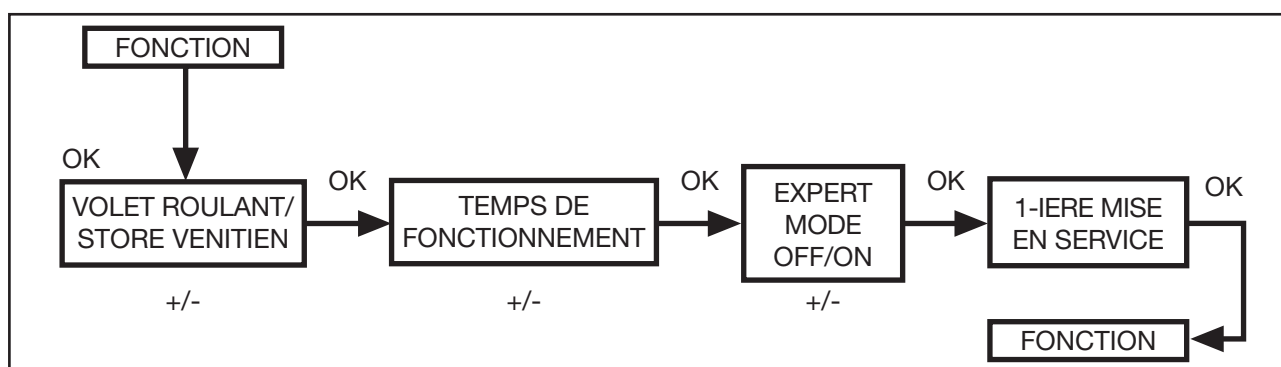 FONCTION
OK
VOLET ROULANT/
STORE VENITIEN
+/-
OK
TEMPS DE
FONCTIONNEMENT
+/-
OK
EXPERT
MODE
OFF/ON
+/-
OK
1-IERE MISE
EN SERVICE
OK
FONCTION